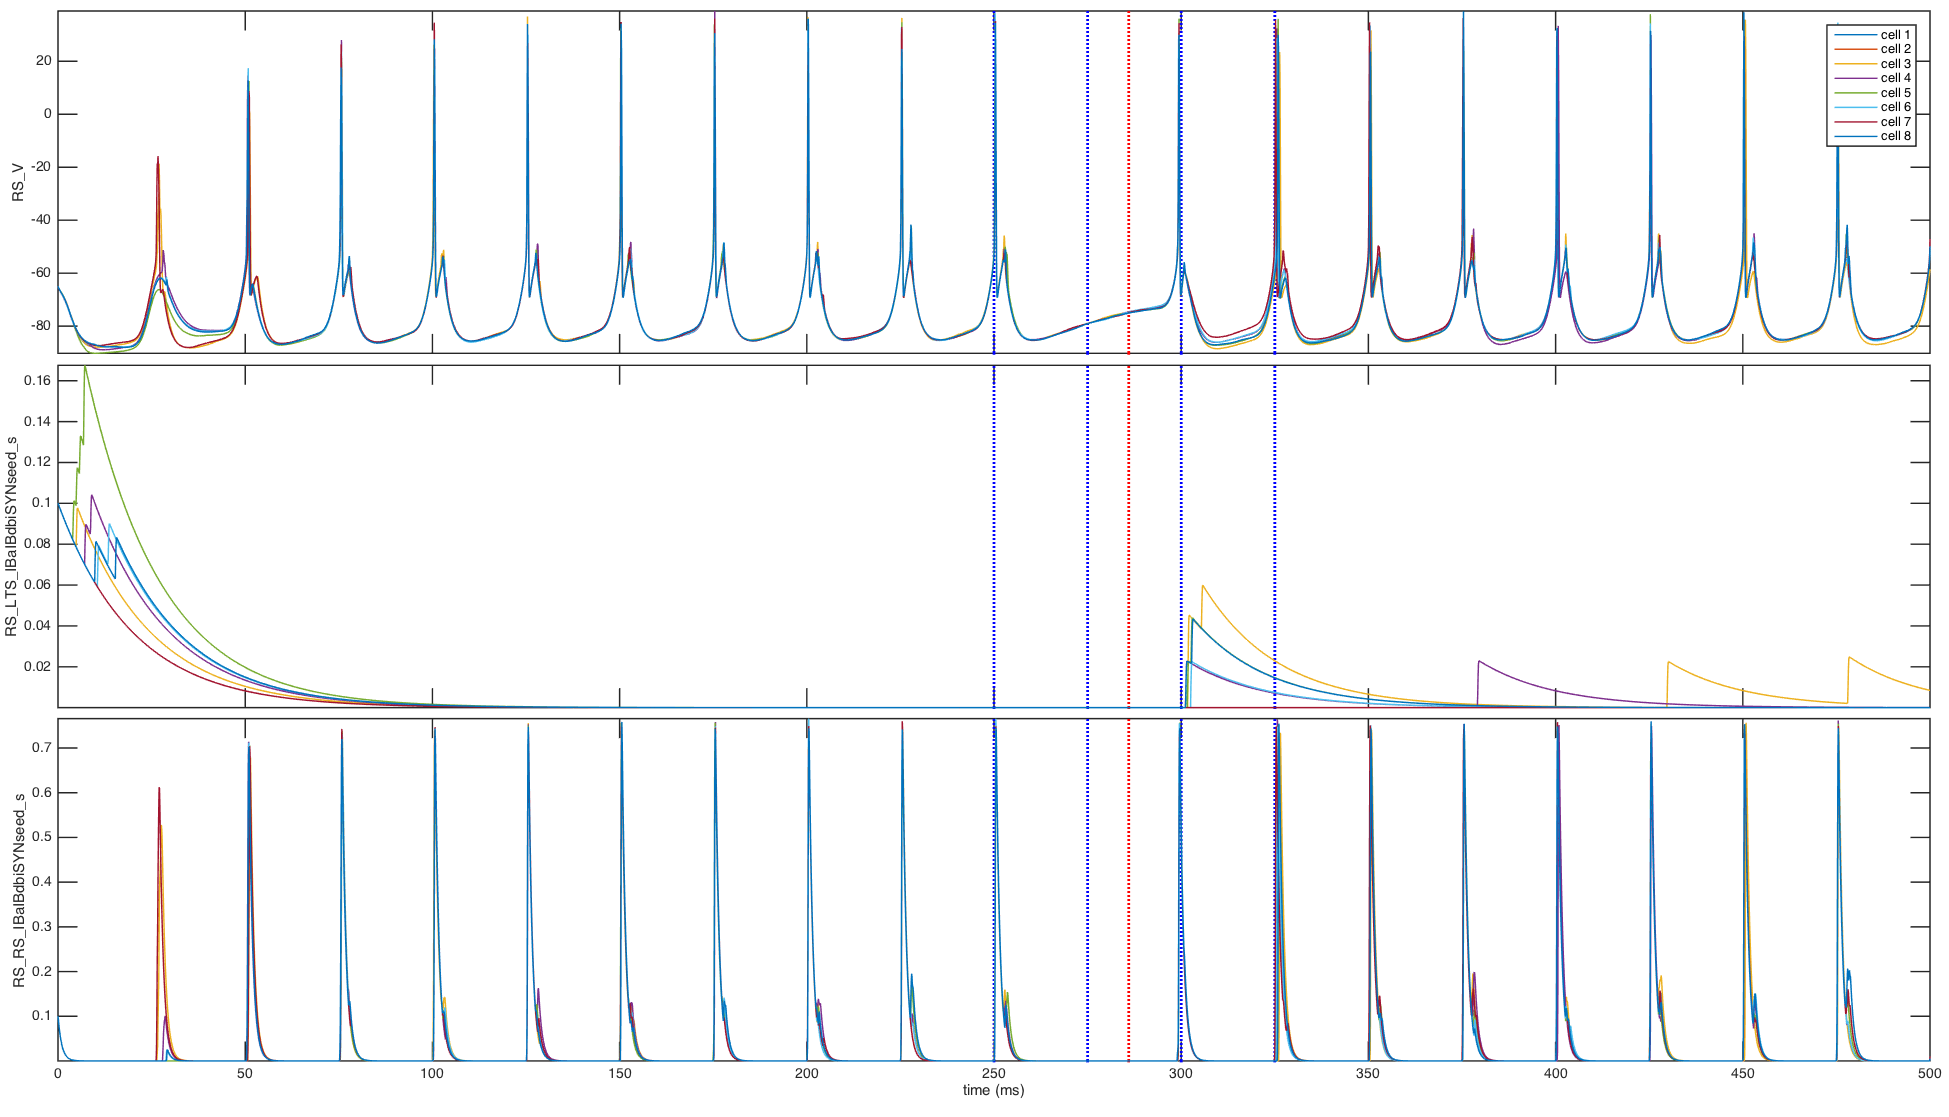 RS_V
20
0
-20
-40
-60
-80
cell 1
cell 2
cell 3
cell 4
cell 5
cell 6
cell 7
cell 8
RS_LTS_IBaIBdbiSYNseed_s
0.16
0.14
0.12
0.1
0.08
0.06
0.04
0.02
RS_RS_IBaIBdbiSYNseed_s
0.7
0.6
0.5
0.4
0.3
0.2
0.1
0 50 100 150 200 250 300 350 400 450 500
time (ms)